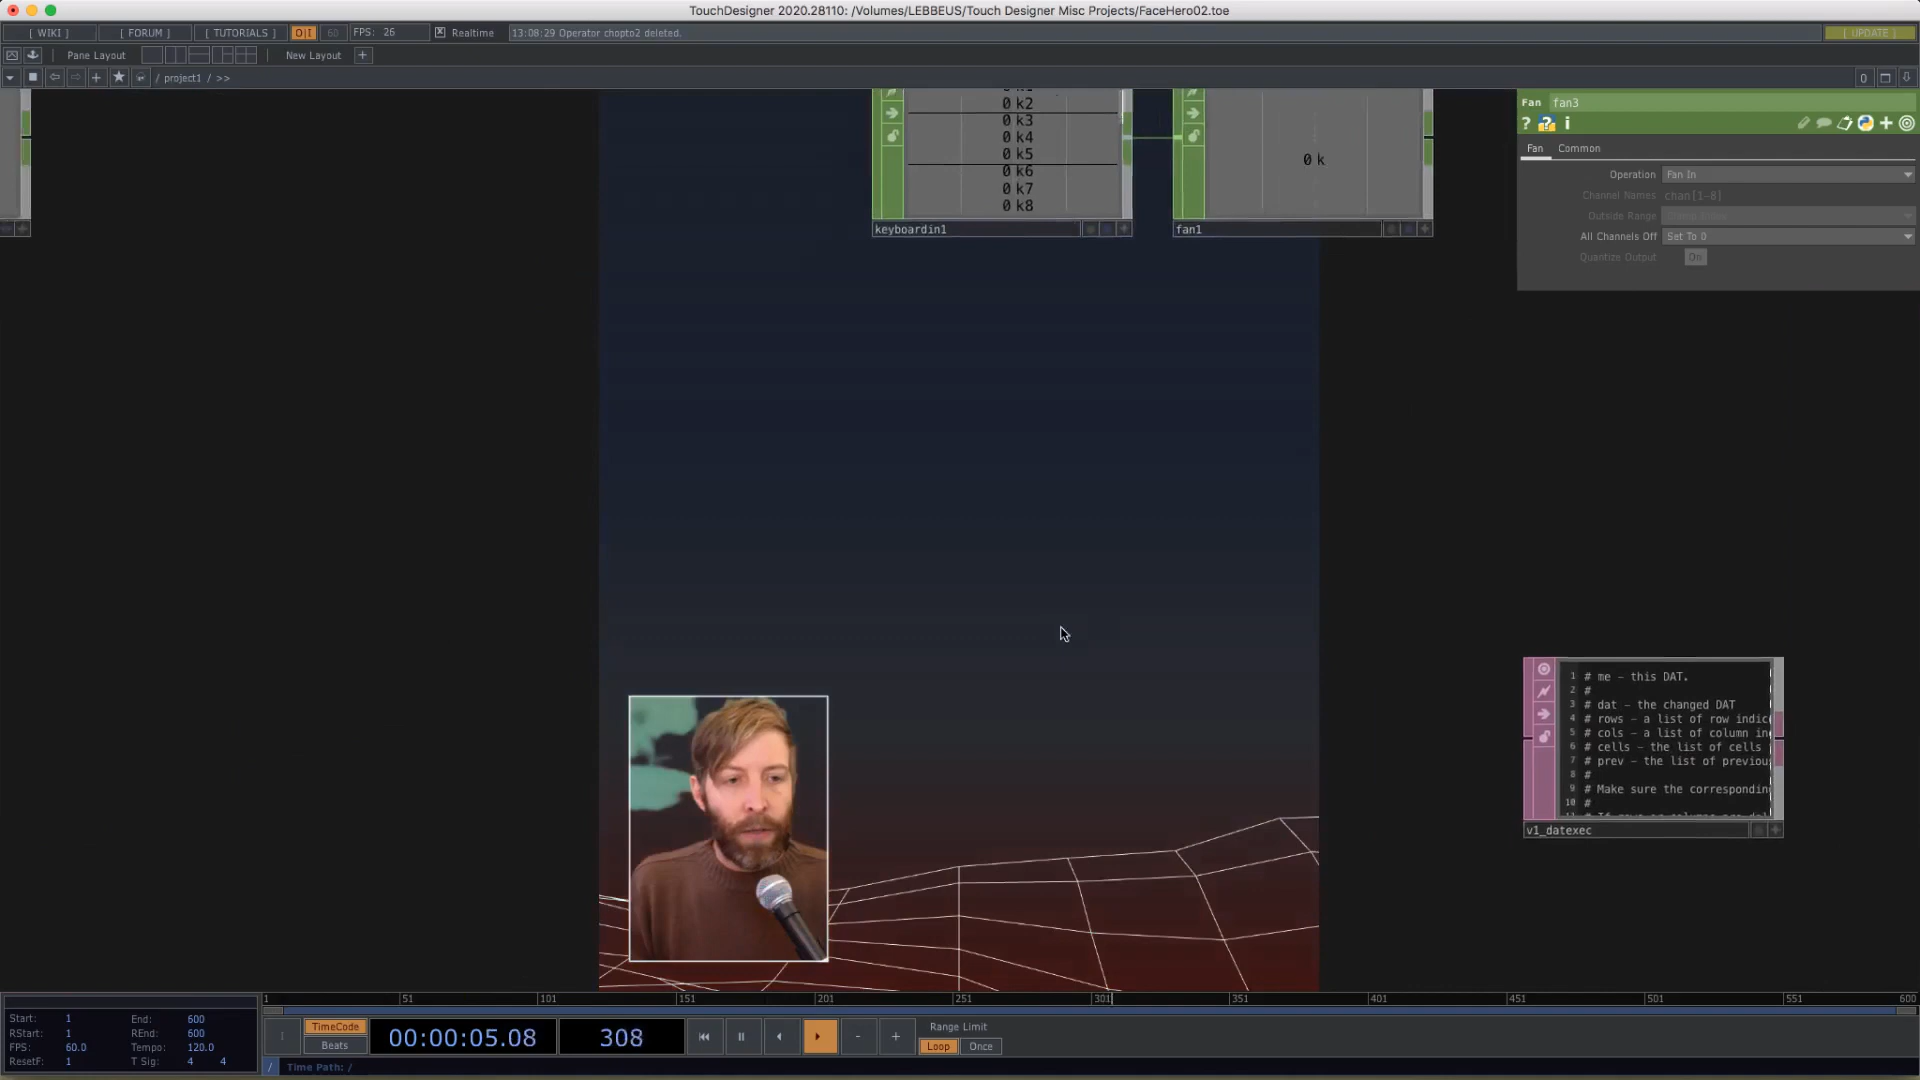 TouchDesigner 2020.28110: /Volumes/LEBBEUS/Touch Designer Misc Projects/FaceHero02.toe
[ WIKI ] [ FORUM ] [ TUTORIALS ] O|I 60 FPS: 26 Realtime 13:08:29 Operator chopto2 deleted. [ UPDATE ]
Pane Layout New Layout +
/ project1 / >> 0
0 k2
0 k3
0 k4
0 k5
0 k6
0 k7
0 k8
keyboardin1
0 k
fan1
Fan fan3
? ? i
Fan Common
Operation Fan In
Channel Names chan[1-8]
Outside Range
All Channels Off Set To 0
Quantize Output On
1 # me - this DAT.
2 #
3 # dat - the changed DAT
4 # rows - a list of row indic
5 # cols - a list of column in
6 # cells - the list of cells
7 # prev - the list of previou
8 #
9 # Make sure the correspondin
10 #
v1_datexec
1 51 101 151 201 251 301 351 401 451 501 551 600
Start: 1 End: 600
RStart: 1 REnd: 600
FPS: 60.0 Tempo: 120.0
ResetF: 1 T Sig: 4 4
TimeCode
Beats
00:00:05.08
308
- +
Range Limit
Loop Once
/ Time Path: /